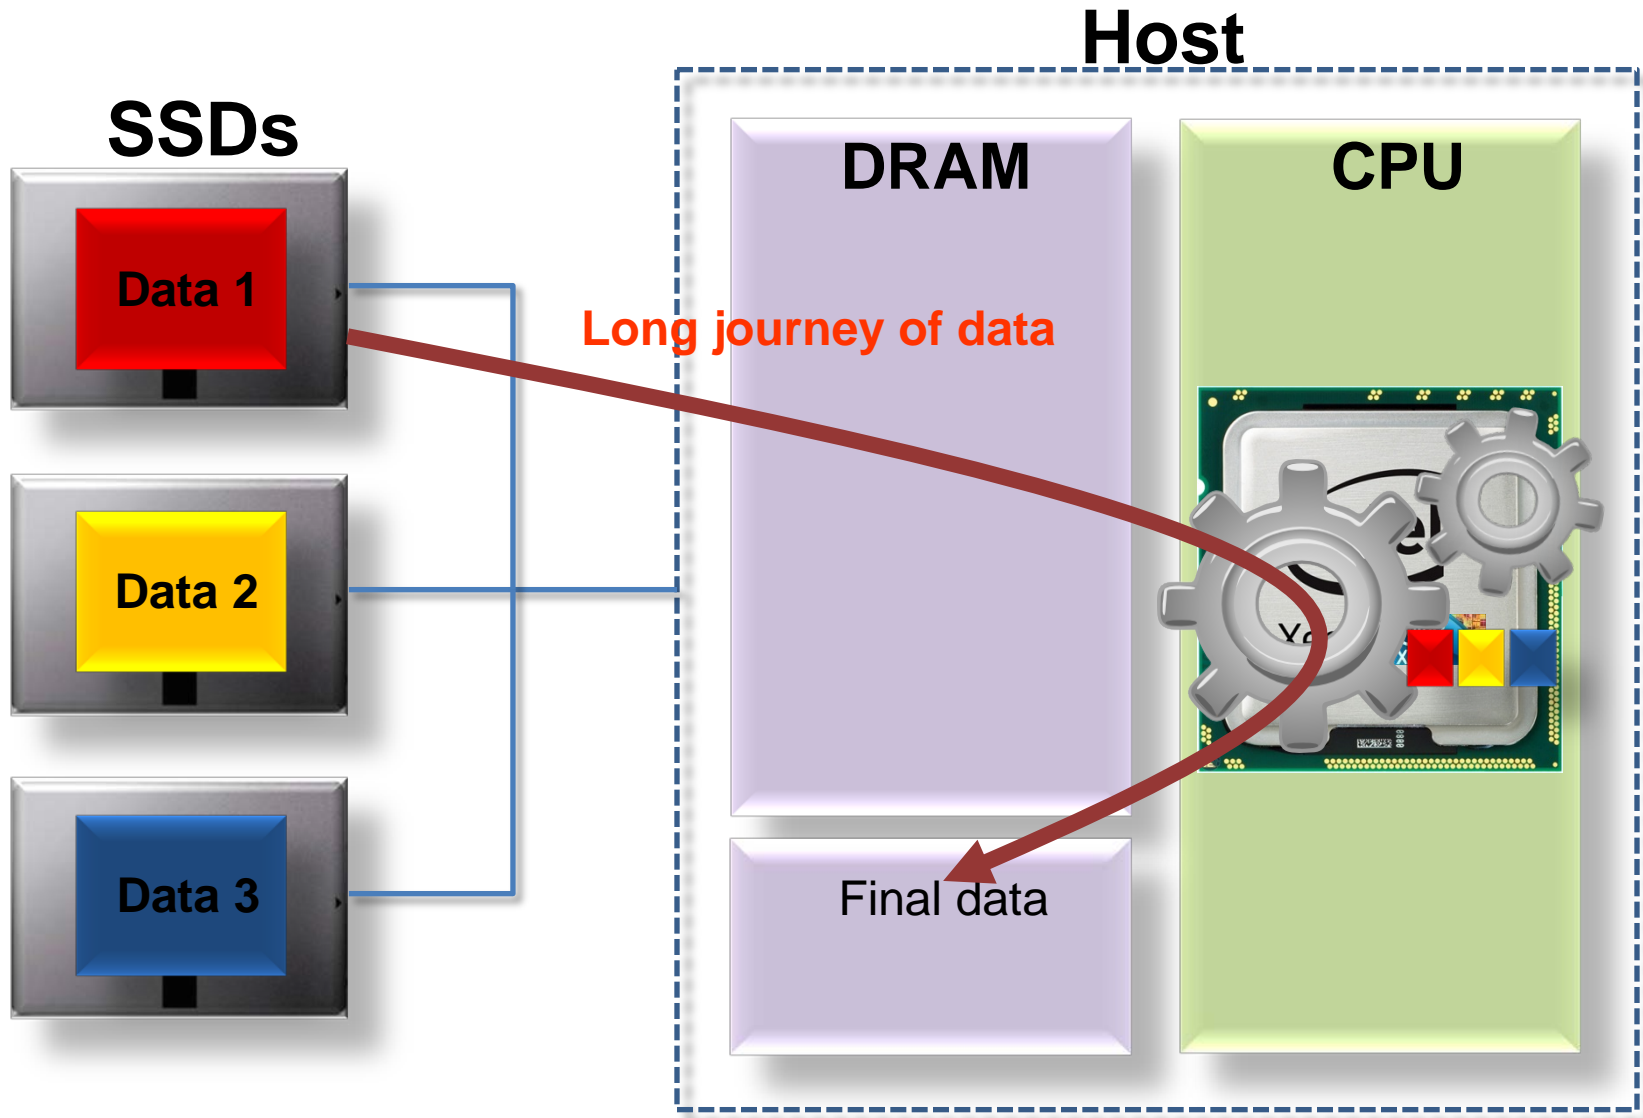 Host
SSDs
DRAM
CPU
Data 1
Long journey of data
Data 2
Data 3
Final data